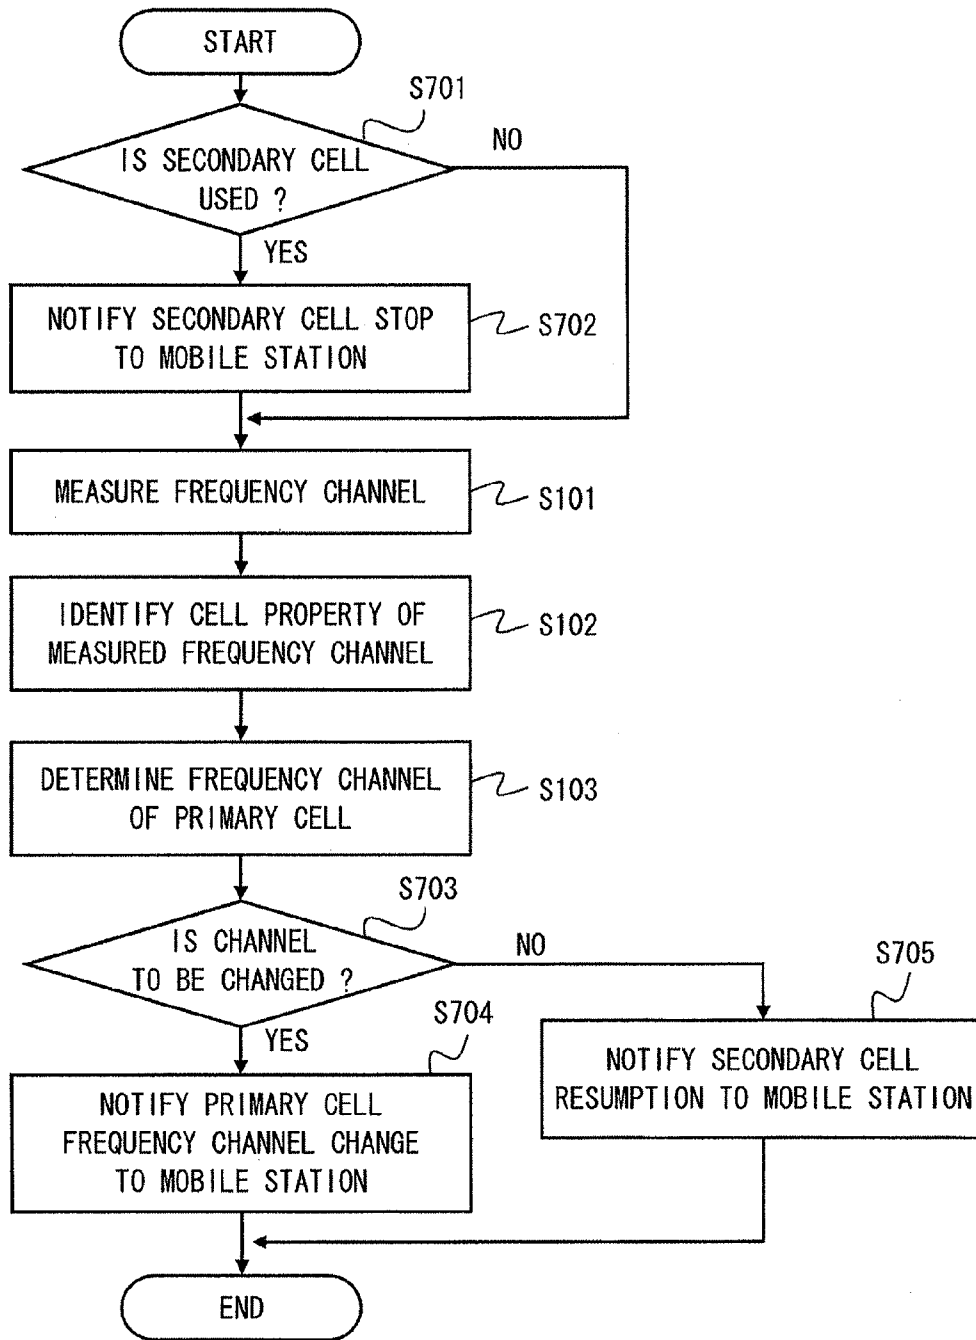 START
S701
IS SECONDARY CELL
USED ?
NO
YES
NOTIFY SECONDARY CELL STOP
TO MOBILE STATION
S702
MEASURE FREQUENCY CHANNEL
S101
IDENTIFY CELL PROPERTY OF
MEASURED FREQUENCY CHANNEL
S102
DETERMINE FREQUENCY CHANNEL
OF PRIMARY CELL
S103
S703
IS CHANNEL
TO BE CHANGED ?
NO
YES
S704
NOTIFY PRIMARY CELL
FREQUENCY CHANNEL CHANGE
TO MOBILE STATION
S705
NOTIFY SECONDARY CELL
RESUMPTION TO MOBILE STATION
END